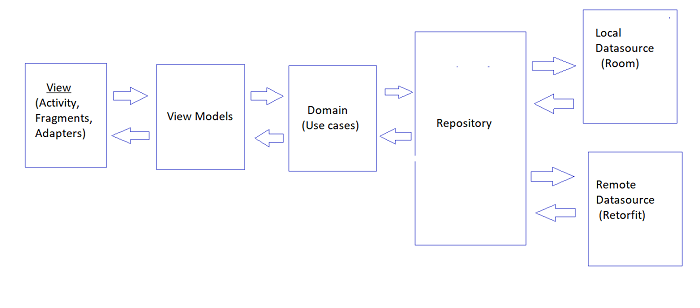 View
(Activity,
Fragments,
Adapters)
View Models
Domain
(Use cases)
Repository
Local
Datasource
(Room)
Remote
Datasource
(Retorfit)